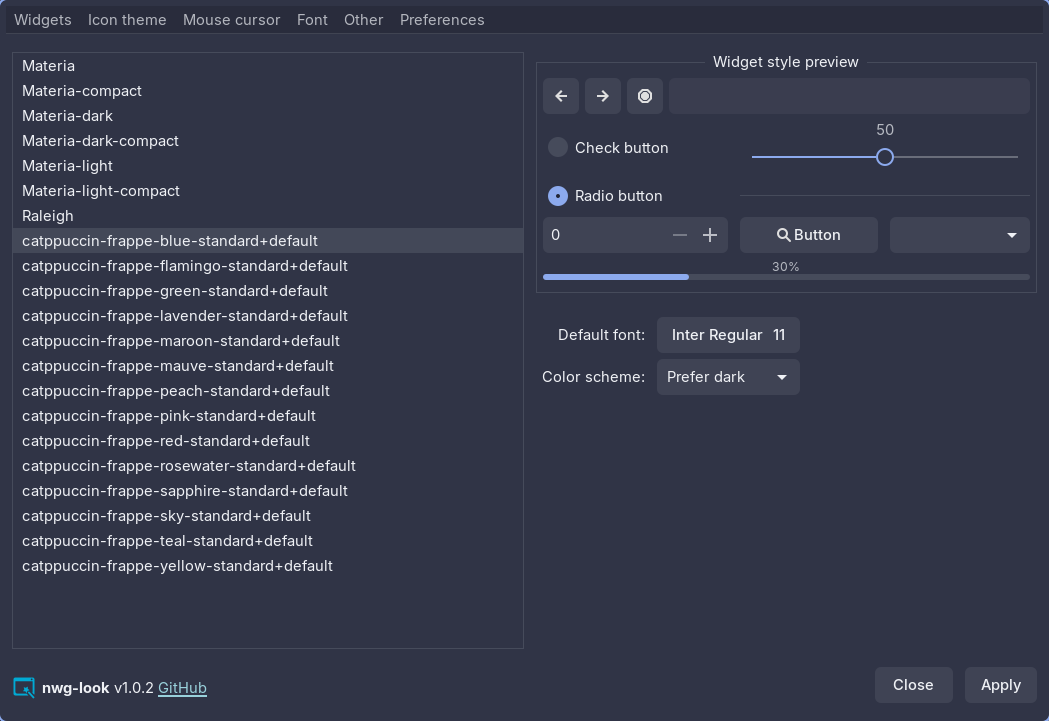 Widgets Icon theme Mouse cursor Font Other Preferences
Materia
Materia-compact
Materia-dark
Materia-dark-compact
Materia-light
Materia-light-compact
Raleigh
catppuccin-frappe-blue-standard+default
catppuccin-frappe-flamingo-standard+default
catppuccin-frappe-green-standard+default
catppuccin-frappe-lavender-standard+default
catppuccin-frappe-maroon-standard+default
catppuccin-frappe-mauve-standard+default
catppuccin-frappe-peach-standard+default
catppuccin-frappe-pink-standard+default
catppuccin-frappe-red-standard+default
catppuccin-frappe-rosewater-standard+default
catppuccin-frappe-sapphire-standard+default
catppuccin-frappe-sky-standard+default
catppuccin-frappe-teal-standard+default
catppuccin-frappe-yellow-standard+default
Widget style preview
50
Check button
Radio button
0 Button
30%
Default font: Inter Regular 11
Color scheme: Prefer dark
nwg-look v1.0.2 GitHub
Close Apply